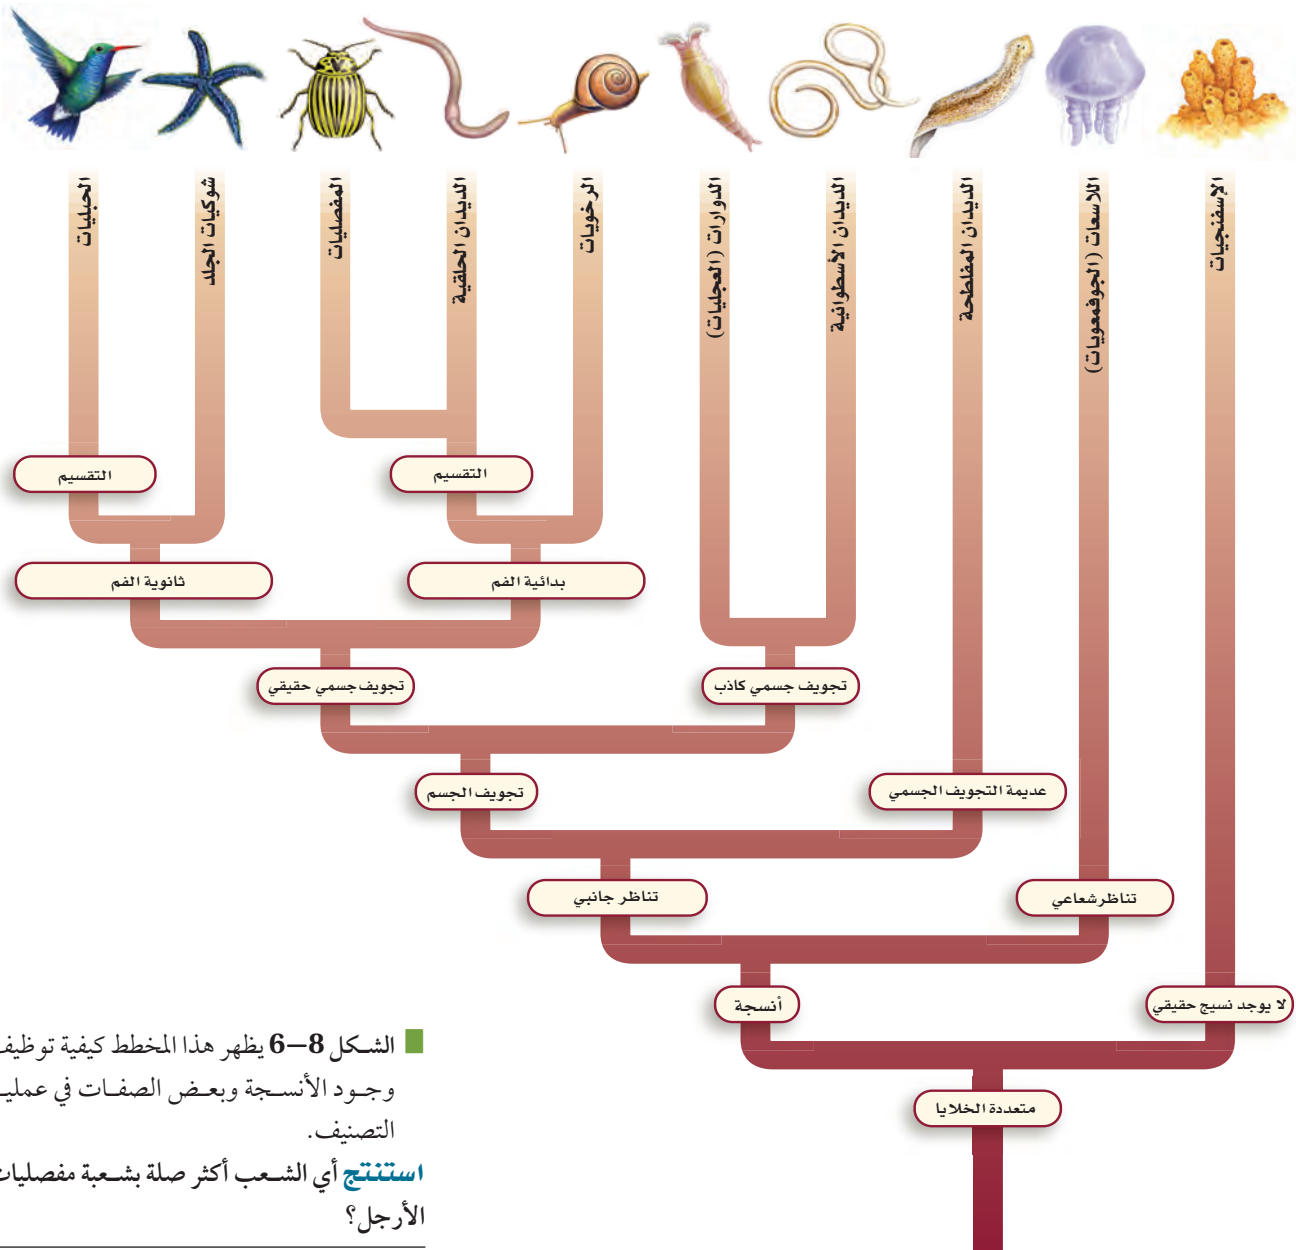 الإسفنجيات
اللاسعات (الجوفمعويات)
الديدان المفلطحة
الديدان الأسطوانية
الدوارات (العجليات)
الرخويات
الديدان الحلقية
المفصليات
شوكيات الجلد
الحبليات
التقسيم
التقسيم
بدائية الفم
ثانوية الفم
تجويف جسمي كاذب
تجويف جسمي حقيقي
عديمة التجويف الجسمي
تجويف الجسم
تناظر شعاعي
تناظر جانبي
لا يوجد نسيج حقيقي
أنسجة
متعددة الخلايا
الشكل 8–6 يظهر هذا المخطط كيفية توظيف
وجود الأنسجة وبعض الصفات في عمليـ
التصنيف.
استنتج أي الشعب أكثر صلة بشعبة مفصليات
الأرجل؟